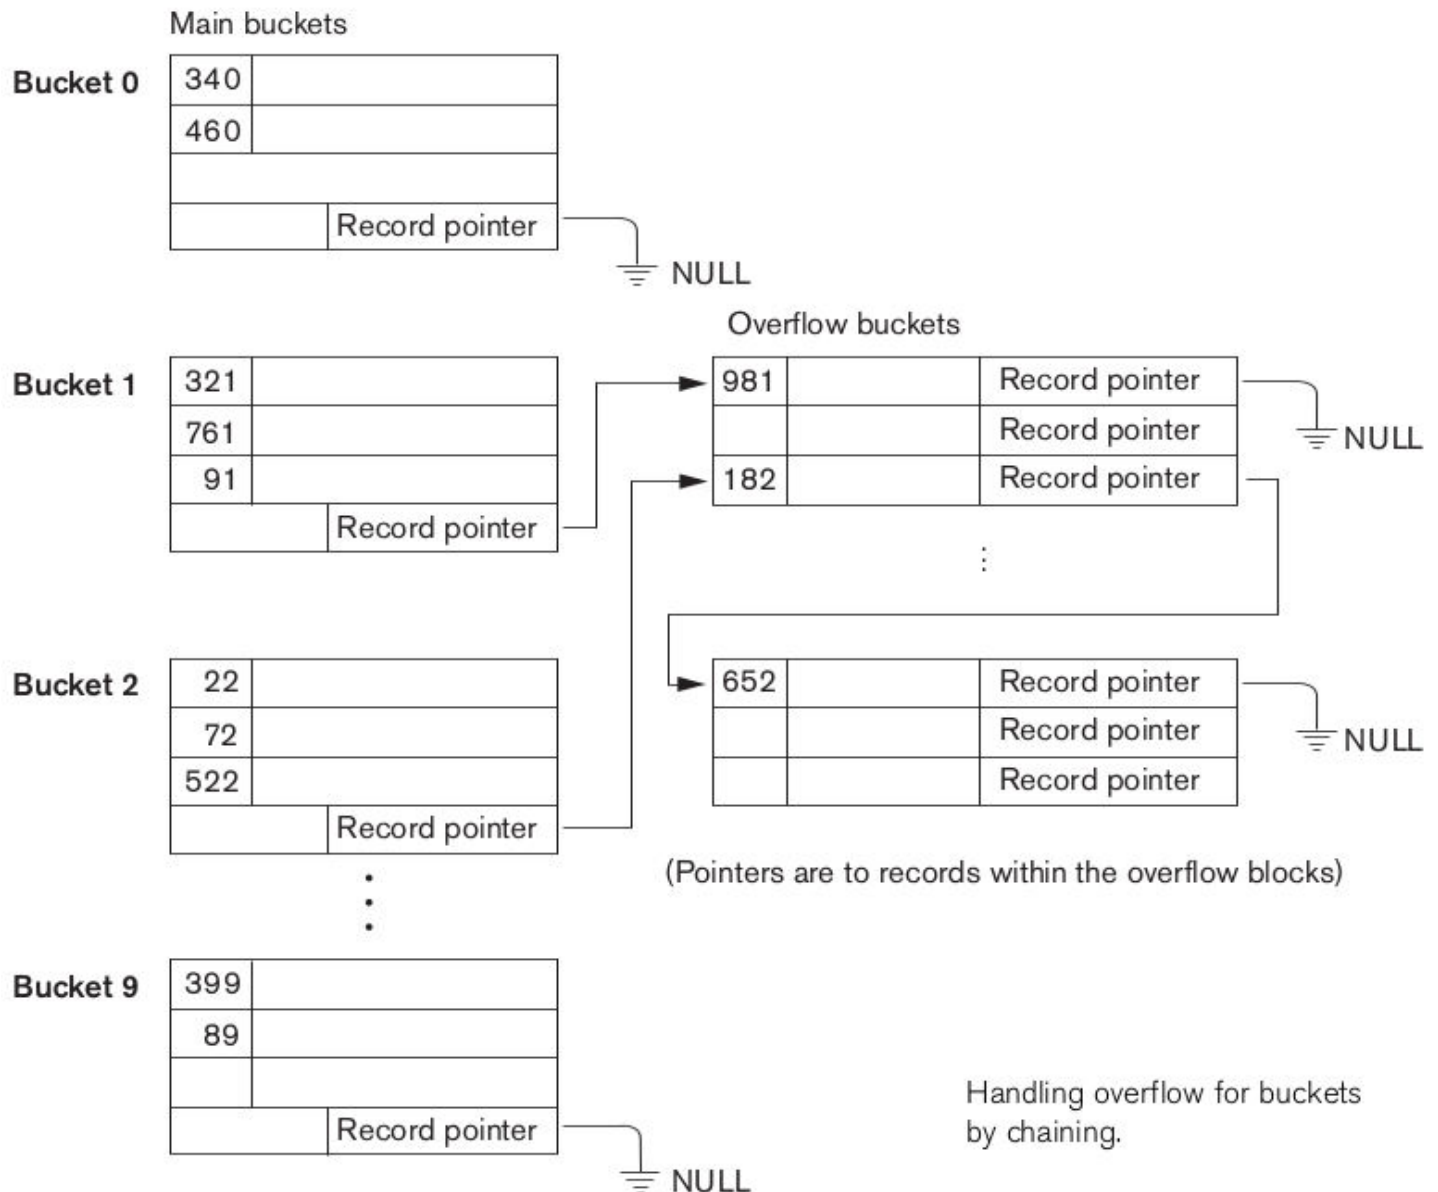 Main buckets
Bucket 0
340
460
Record pointer
NULL
Overflow buckets
Bucket 1
321
761
91
Record pointer
981 Record pointer
Record pointer
182 Record pointer
NULL
Bucket 2
22
72
522
Record pointer
652 Record pointer
Record pointer
Record pointer
NULL
(Pointers are to records within the overflow blocks)
Bucket 9
399
89
Record pointer
NULL
Handling overflow for buckets
by chaining.